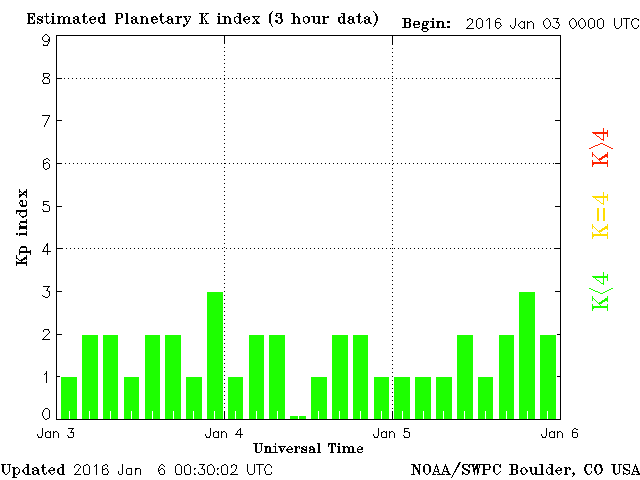 Estimated Planetary K index (3 hour data) Begin: 2016 Jan 03 0000 UTC
9
8
7
6
5
4
3
2
1
0
Kp index
K>4
K=4
K<4
Jan 3 Jan 4 Jan 5 Jan 6
Universal Time
Updated 2016 Jan 6 00:30:02 UTC NOAA/SWPC Boulder, CO USA